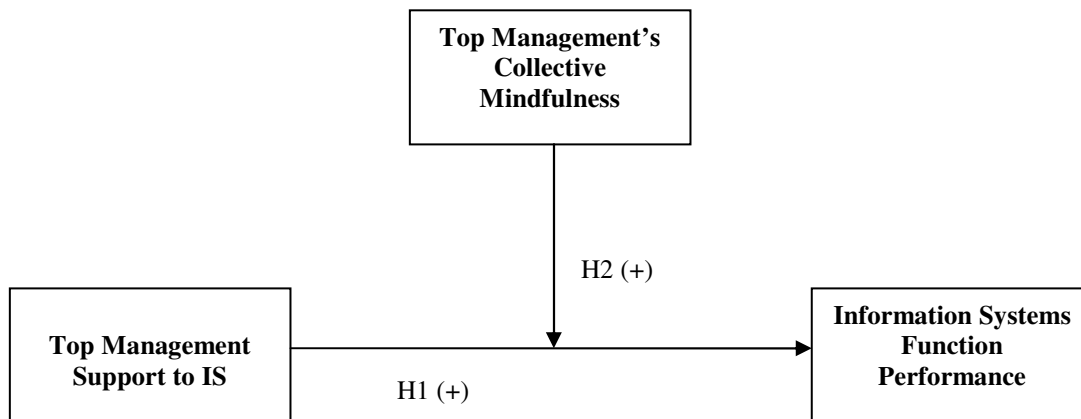 Top Management’s
Collective
Mindfulness
H2 (+)
Top Management
Support to IS
H1 (+)
Information Systems
Function
Performance